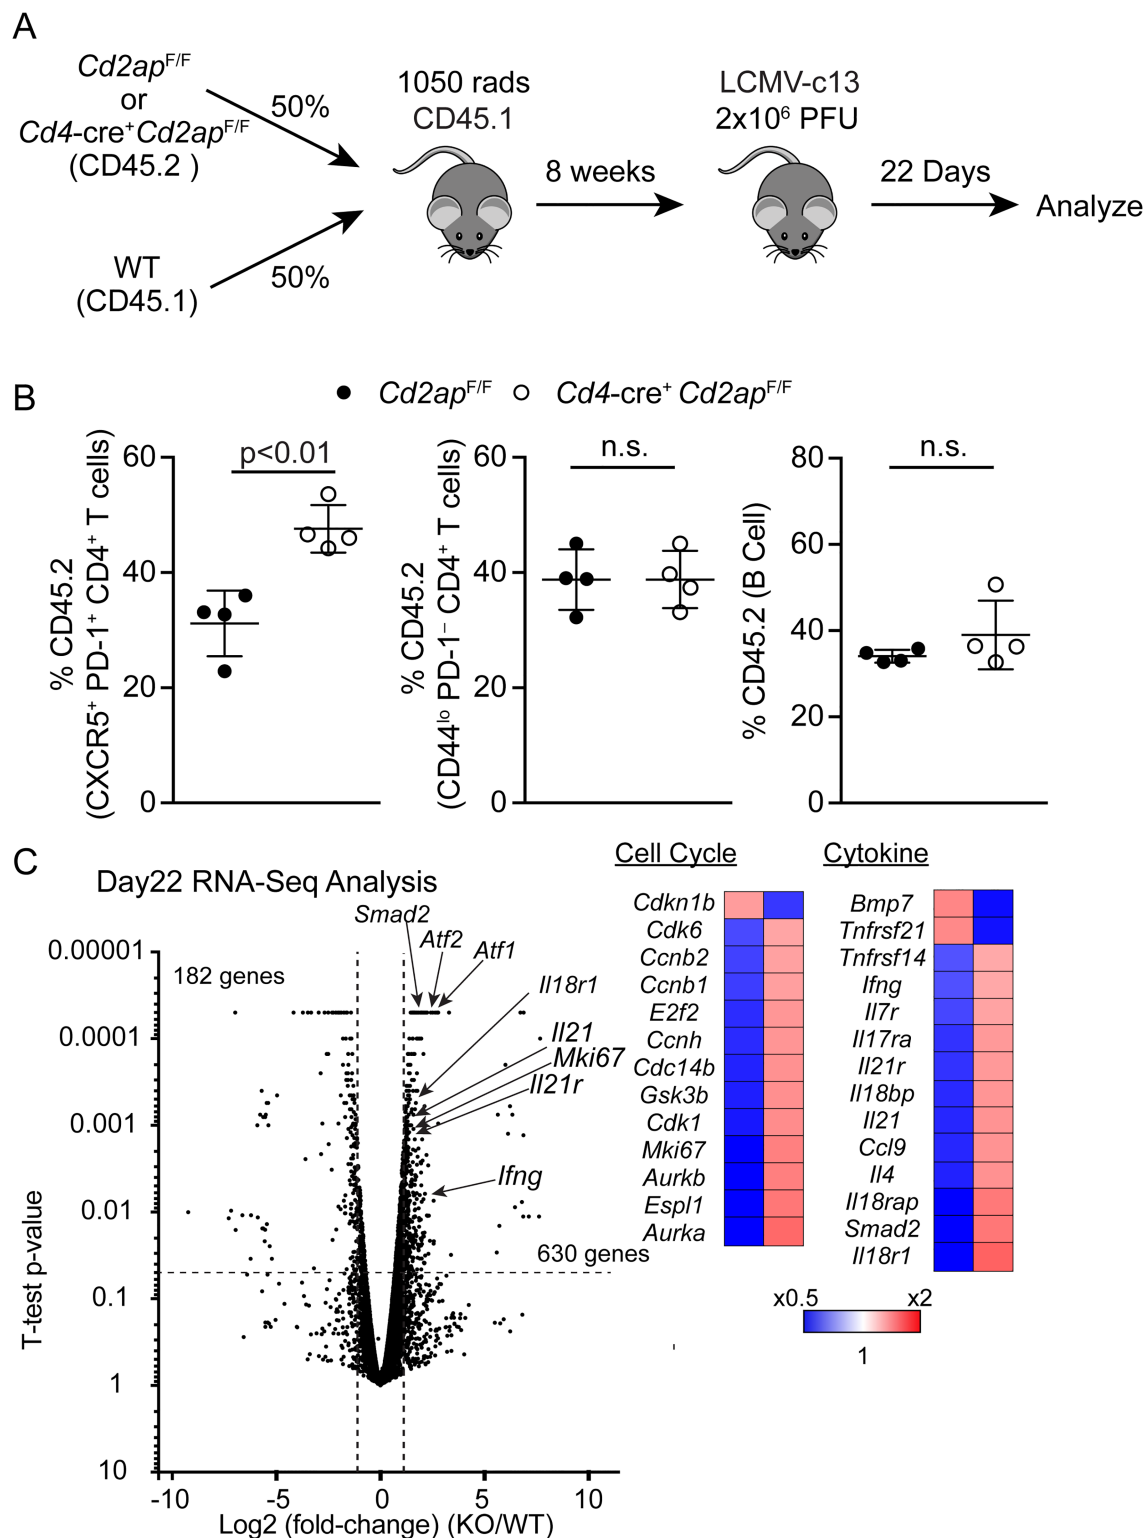 A
Cd2ap^F/F
or
Cd4-cre⁺Cd2ap^F/F
(CD45.2 )
50%
WT
(CD45.1)
50%
1050 rads
CD45.1
8 weeks
LCMV-c13
2x10⁶ PFU
22 Days
Analyze
B
Cd2ap^F/F
Cd4-cre⁺ Cd2ap^F/F
% CD45.2
(CXCR5⁺ PD-1⁺ CD4⁺ T cells)
60
40
20
0
p<0.01
% CD45.2
(CD44^lo PD-1⁻ CD4⁺ T cells)
60
40
20
0
n.s.
% CD45.2 (B Cell)
80
60
40
20
0
n.s.
C
Day22 RNA-Seq Analysis
T-test p-value
0.00001
0.0001
0.001
0.01
0.1
1
10
-10
-5
0
5
10
Log2 (fold-change) (KO/WT)
182 genes
630 genes
Smad2
Atf2
Atf1
Il18r1
Il21
Mki67
Il21r
Ifng
Cell Cycle
Cdkn1b
Cdk6
Ccnb2
Ccnb1
E2f2
Ccnh
Cdc14b
Gsk3b
Cdk1
Mki67
Aurkb
Espl1
Aurka
Cytokine
Bmp7
Tnfrsf21
Tnfrsf14
Ifng
Il7r
Il17ra
Il21r
Il18bp
Il21
Ccl9
Il4
Il18rap
Smad2
Il18r1
x0.5
x2
1